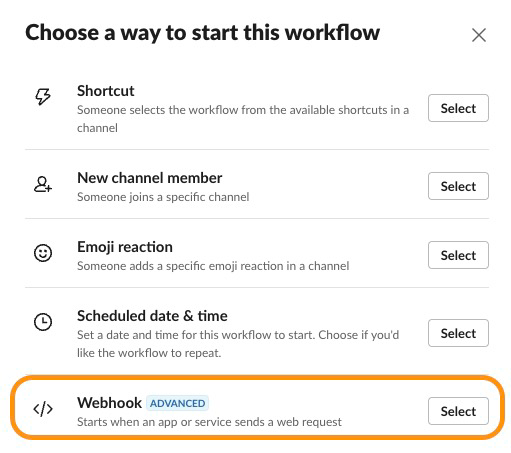 Choose a way to start this workflow
Shortcut
Someone selects the workflow from the available shortcuts in a
channel
Select
New channel member
Someone joins a specific channel
Select
Emoji reaction
Someone adds a specific emoji reaction in a channel
Select
Scheduled date & time
Set a date and time for this workflow to start. Choose if you'd
like the workflow to repeat.
Select
Webhook ADVANCED
Starts when an app or service sends a web request
Select